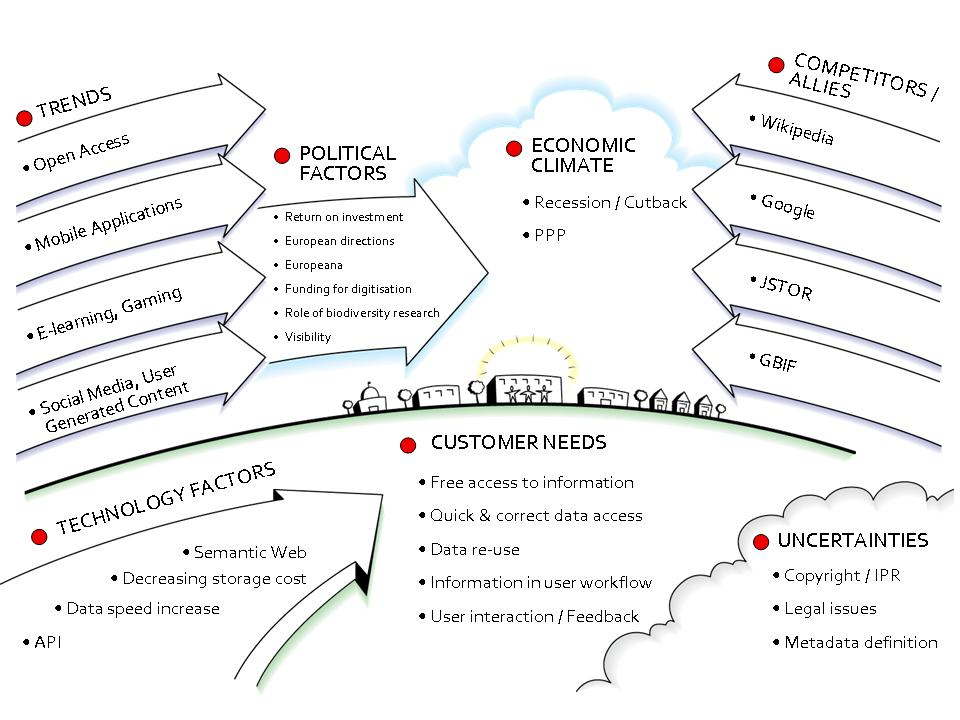 TRENDS
• Open Access
• Mobile Applications
• E-learning, Gaming
• Social Media, User
Generated Content
POLITICAL
FACTORS
• Return on investment
• European directions
• Europeana
• Funding for digitisation
• Role of biodiversity research
• Visibility
ECONOMIC
CLIMATE
• Recession / Cutback
• PPP
COMPETITORS /
ALLIES
• Wikipedia
• Google
• JSTOR
• GBIF
TECHNOLOGY FACTORS
• Semantic Web
• Decreasing storage cost
• Data speed increase
• API
CUSTOMER NEEDS
• Free access to information
• Quick & correct data access
• Data re-use
• Information in user workflow
• User interaction / Feedback
UNCERTAINTIES
• Copyright / IPR
• Legal issues
• Metadata definition